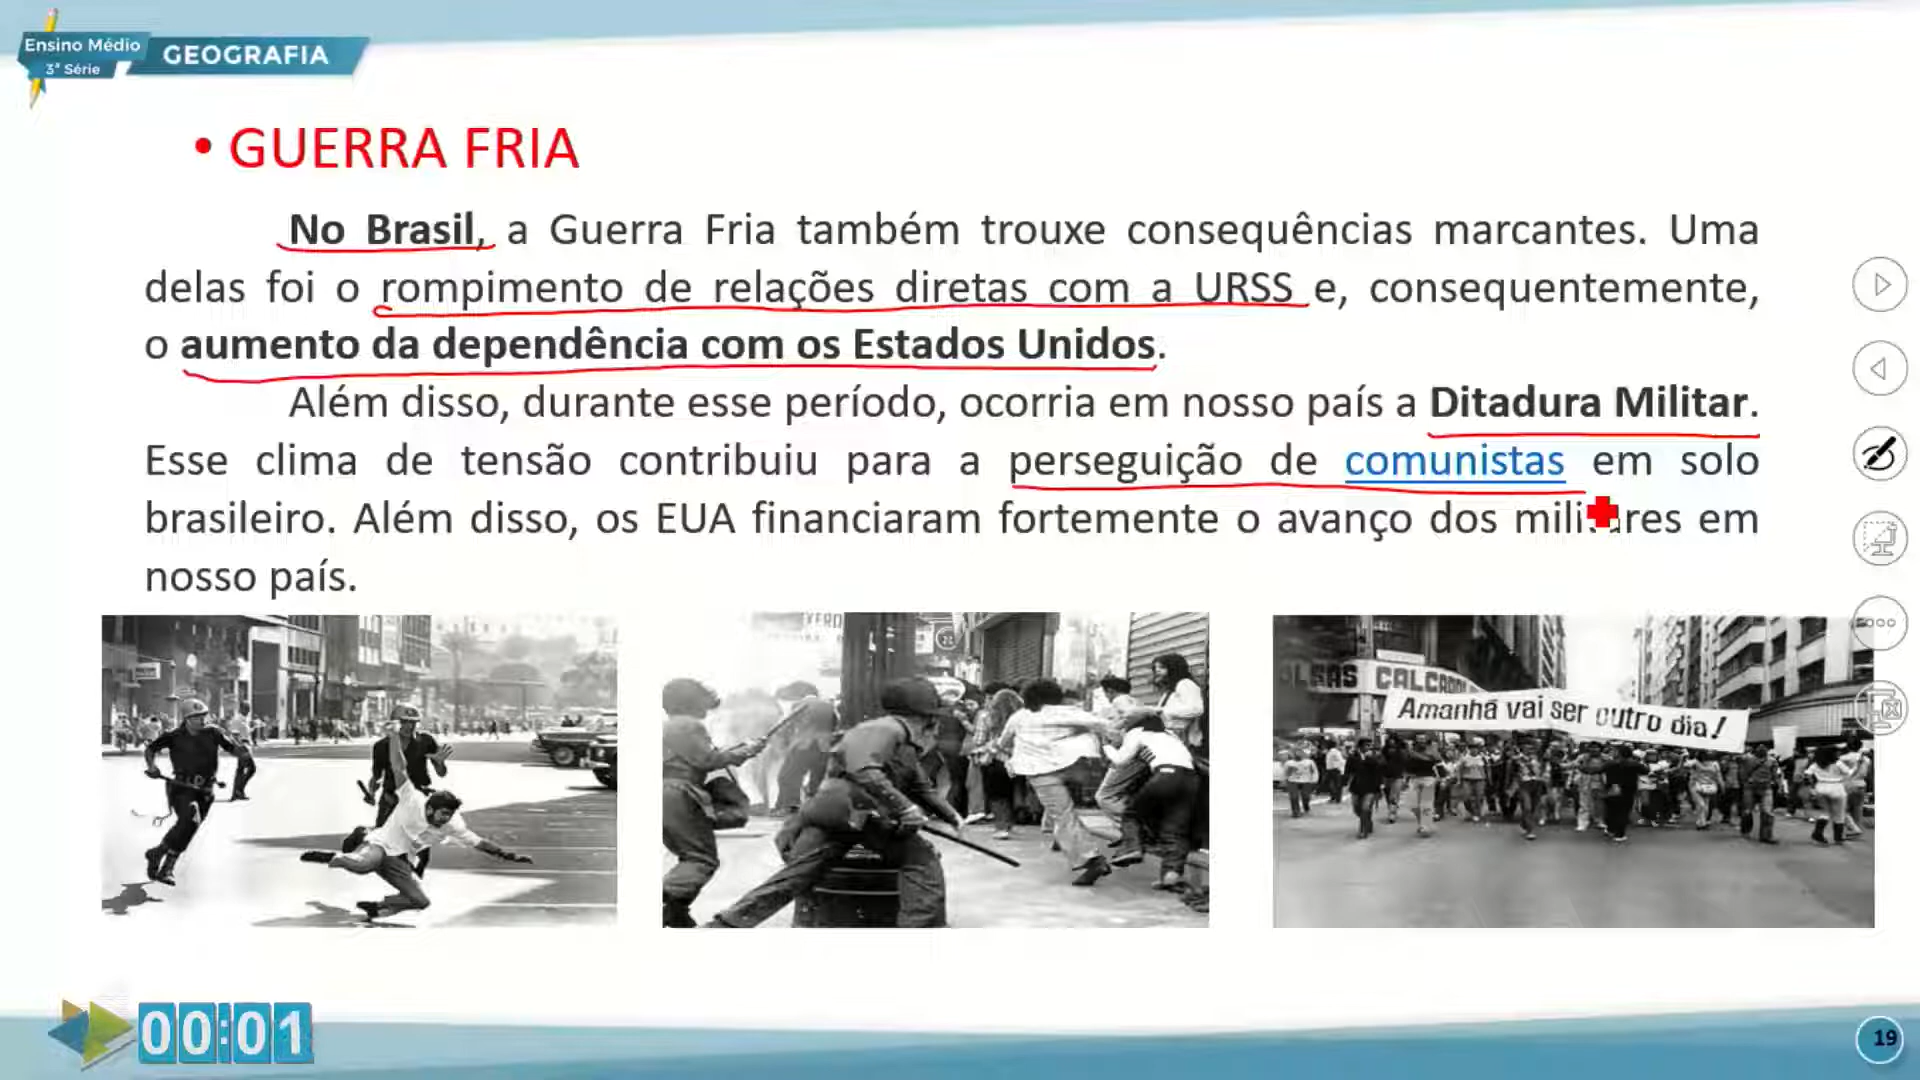 Ensino Médio
3ª Série
GEOGRAFIA
• GUERRA FRIA
No Brasil, a Guerra Fria também trouxe consequências marcantes. Uma
delas foi o rompimento de relações diretas com a URSS e, consequentemente,
o aumento da dependência com os Estados Unidos.
Além disso, durante esse período, ocorria em nosso país a Ditadura Militar.
Esse clima de tensão contribuiu para a perseguição de comunistas em solo
brasileiro. Além disso, os EUA financiaram fortemente o avanço dos militares em
nosso país.
CALCADOS
Amanhã vai ser outro dia!
00:01
19